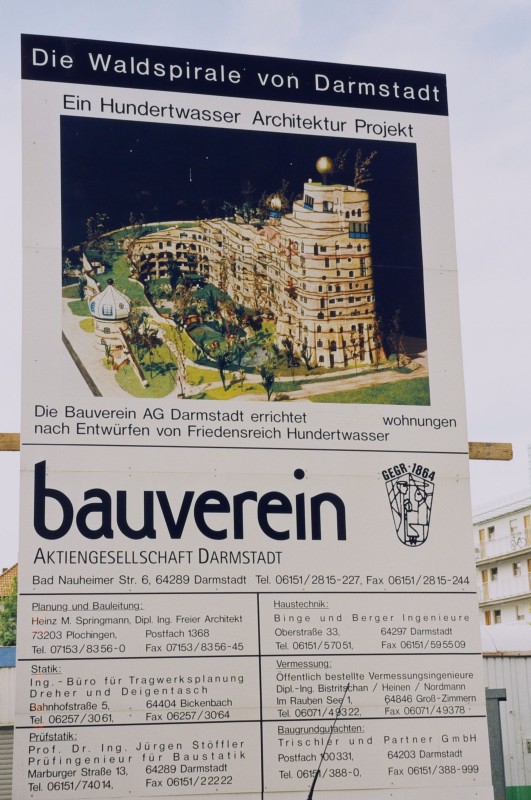 Die Waldspirale von Darmstadt
Ein Hundertwasser Architektur Projekt
Die Bauverein AG Darmstadt errichtet wohnungen
nach Entwürfen von Friedensreich Hundertwasser
bauverein
GEGR. 1864
AKTIENGESELLSCHAFT DARMSTADT
Bad Nauheimer Str. 6, 64289 Darmstadt Tel. 06151/2815-227, Fax 06151/2815-244
Planung und Bauleitung:
Heinz M. Springmann, Dipl. Ing. Freier Architekt
73203 Plochingen, Postfach 1368
Tel. 07153/8356-0 Fax 07153/8356-45
Haustechnik:
Binge und Berger Ingenieure
Oberstraße 33, 64297 Darmstadt
Tel. 06151/57051, Fax 06151/595509
Statik:
Ing.-Büro für Tragwerksplanung
Dreher und Deigentasch
Bahnhofstraße 5, 64404 Bickenbach
Tel. 06257/3061, Fax 06257/3064
Vermessung:
Öffentlich bestellte Vermessungsingenieure
Dipl.-Ing. Bistritschan / Heinen / Nordmann
Im Rauhen See 1, 64846 Groß-Zimmern
Tel. 06071/49322, Fax 06071/49378
Prüfstatik:
Prof. Dr. Ing. Jürgen Stöffler
Prüfingenieur für Baustatik
Marburger Straße 13, 64289 Darmstadt
Tel. 06151/74014, Fax 06151/22222
Baugrundgutachten:
Trischler und Partner GmbH
Postfach 100331, 64203 Darmstadt
Tel. 06151/388-0, Fax 06151/388-999